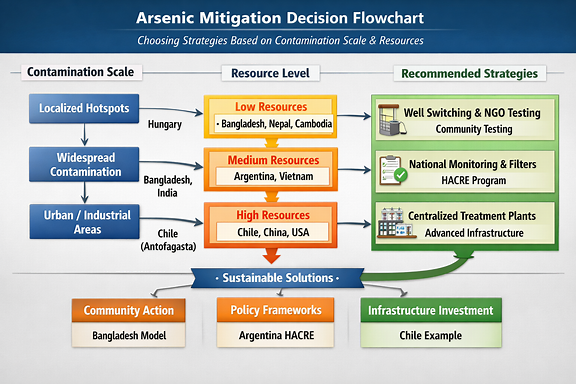 Arsenic Mitigation Decision Flowchart
Choosing Strategies Based on Contamination Scale & Resources
Contamination Scale
Resource Level
Recommended Strategies
Localized Hotspots
Hungary
Low Resources
• Bangladesh, Nepal, Cambodia
Well Switching & NGO Testing
Community Testing
Widespread
Contamination
Bangladesh,
India
Medium Resources
Argentina, Vietnam
National Monitoring & Filters
HACRE Program
Urban / Industrial
Areas
Chile
(Antofagasta)
High Resources
Chile, China, USA
Centralized Treatment Plants
Advanced Infrastructure
• Sustainable Solutions •
Community Action
Bangladesh Model
Policy Frameworks
Argentina HACRE
Infrastructure Investment
Chile Example